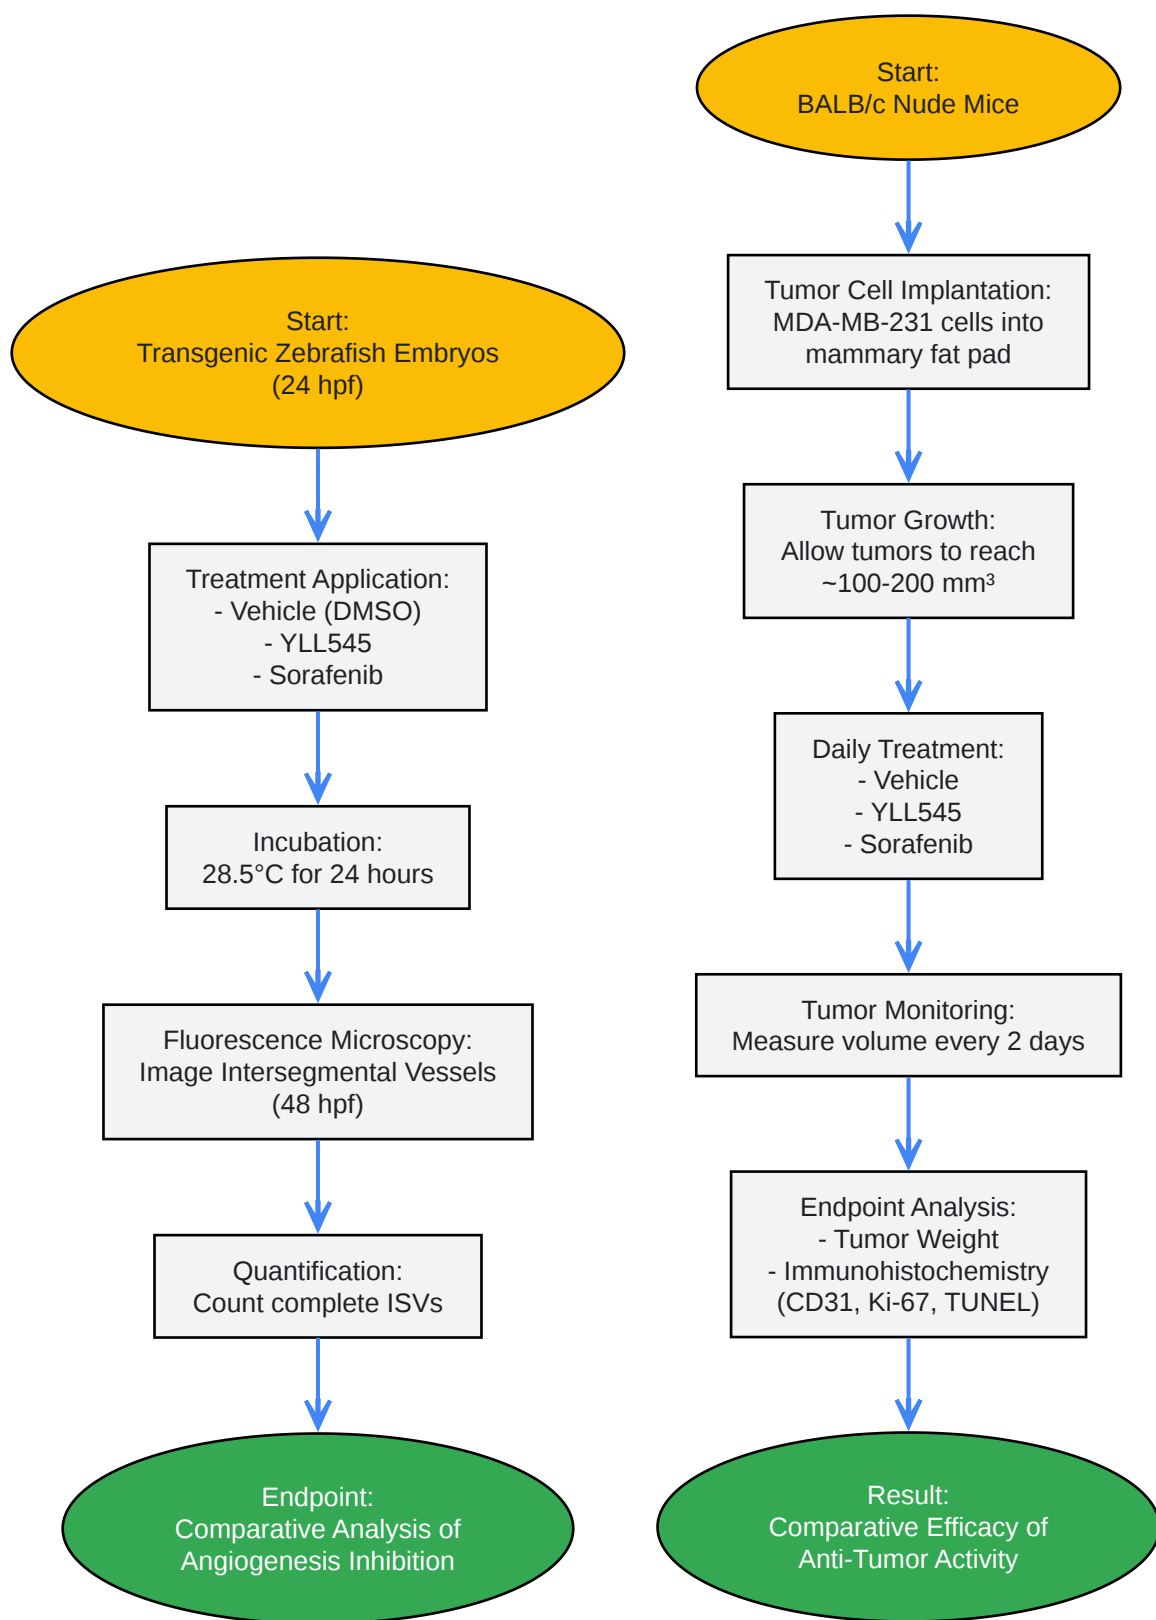 Start:
Transgenic Zebrafish Embryos
(24 hpf)
Treatment Application:
- Vehicle (DMSO)
- YLL545
- Sorafenib
Incubation:
28.5°C for 24 hours
Fluorescence Microscopy:
Image Intersegmental Vessels
(48 hpf)
Quantification:
Count complete ISVs
Endpoint:
Comparative Analysis of
Angiogenesis Inhibition
Start:
BALB/c Nude Mice
Tumor Cell Implantation:
MDA-MB-231 cells into
mammary fat pad
Tumor Growth:
Allow tumors to reach
~100-200 mm³
Daily Treatment:
- Vehicle
- YLL545
- Sorafenib
Tumor Monitoring:
Measure volume every 2 days
Endpoint Analysis:
- Tumor Weight
- Immunohistochemistry
(CD31, Ki-67, TUNEL)
Result:
Comparative Efficacy of
Anti-Tumor Activity